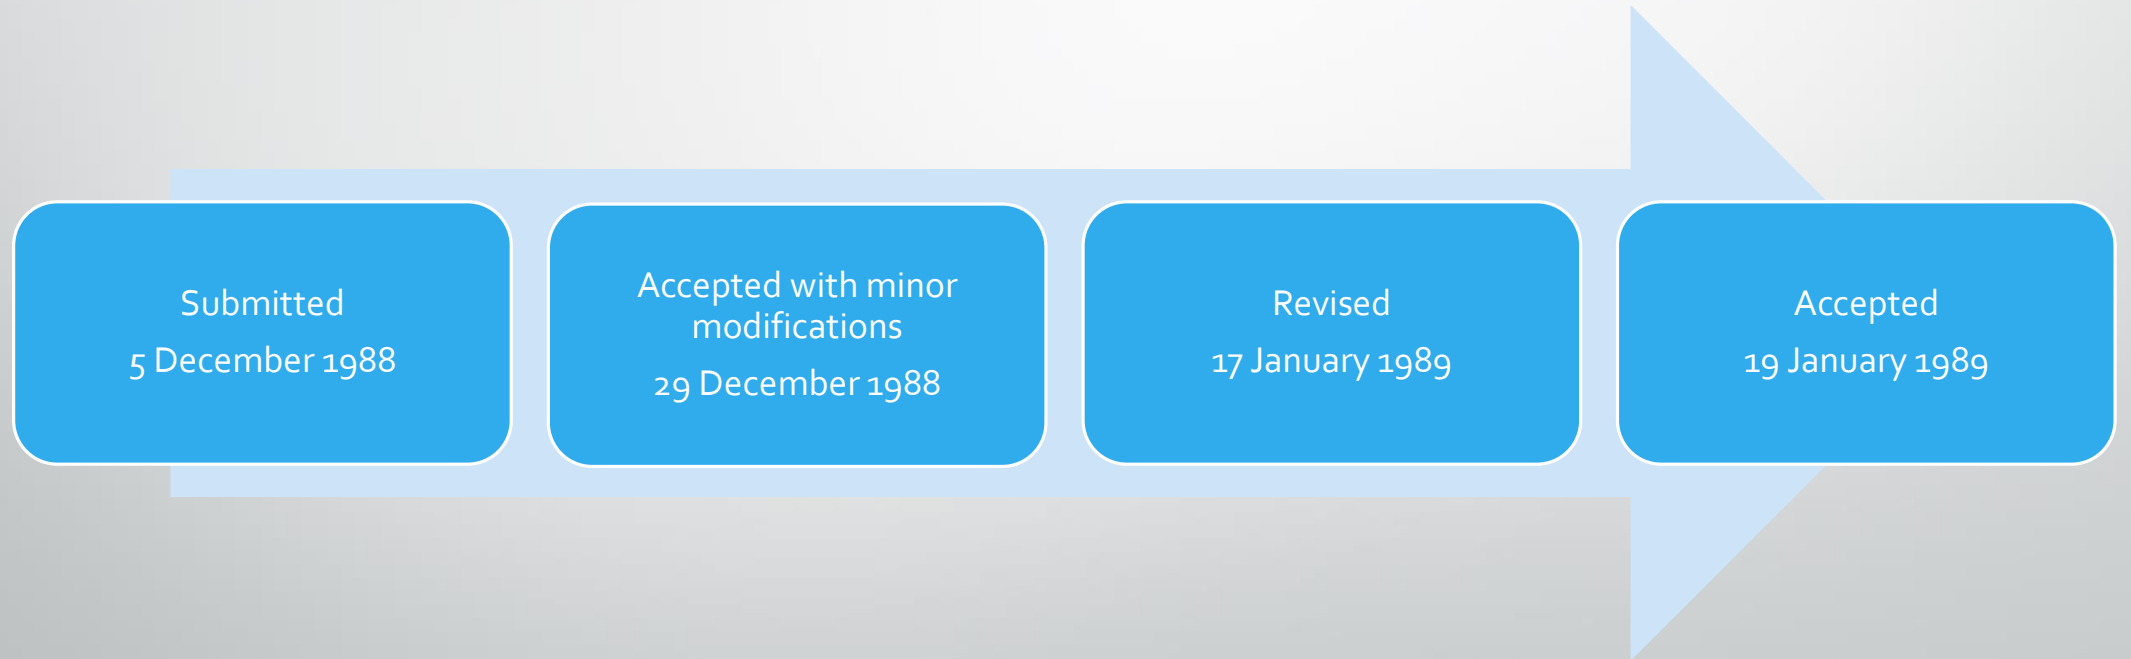 Submitted
5 December 1988
Accepted with minor
modifications
29 December 1988
Revised
17 January 1989
Accepted
19 January 1989